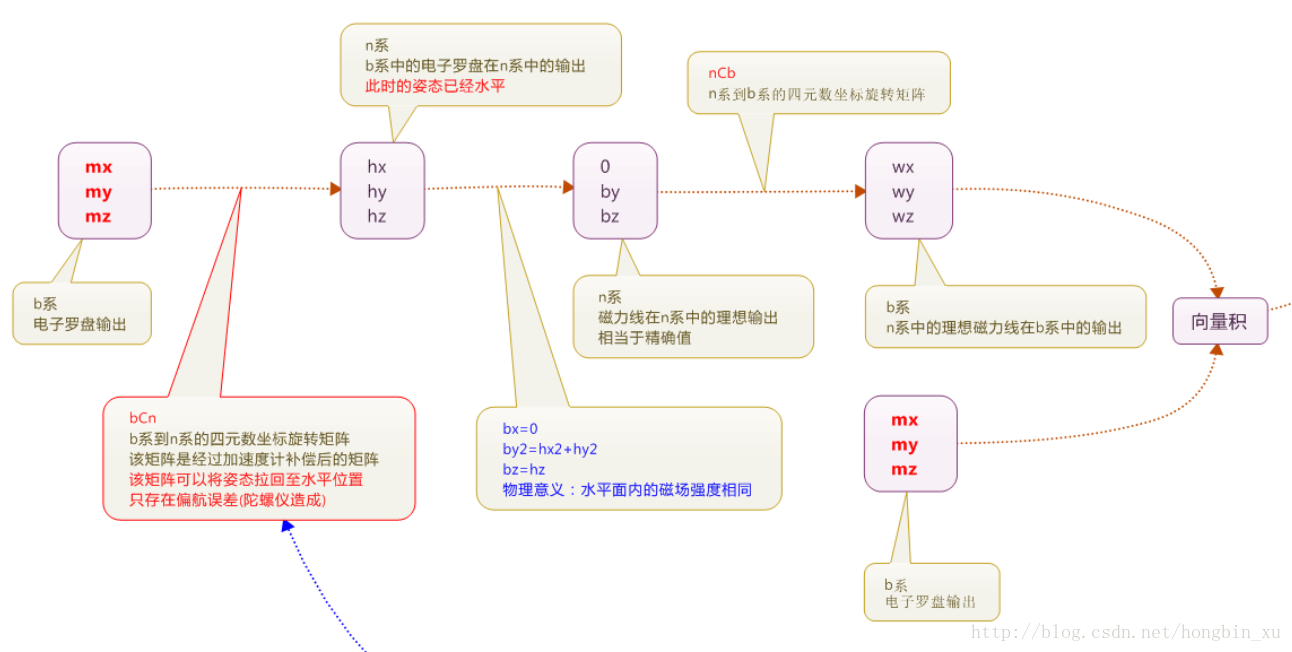 n系
b系中的电子罗盘在n系中的输出
此时的姿态已经水平
nCb
n系到b系的四元数坐标旋转矩阵
mx
my
mz
hx
hy
hz
0
by
bz
wx
wy
wz
b系
电子罗盘输出
n系
磁力线在n系中的理想输出
相当于精确值
b系
n系中的理想磁力线在b系中的输出
向量积
bCn
b系到n系的四元数坐标旋转矩阵
该矩阵是经过加速度计补偿后的矩阵
该矩阵可以将姿态拉回至水平位置
只存在偏航误差(陀螺仪造成)
bx=0
by2=hx2+hy2
bz=hz
物理意义：水平面内的磁场强度相同
mx
my
mz
b系
电子罗盘输出
http://blog.csdn.net/hongbin_xu